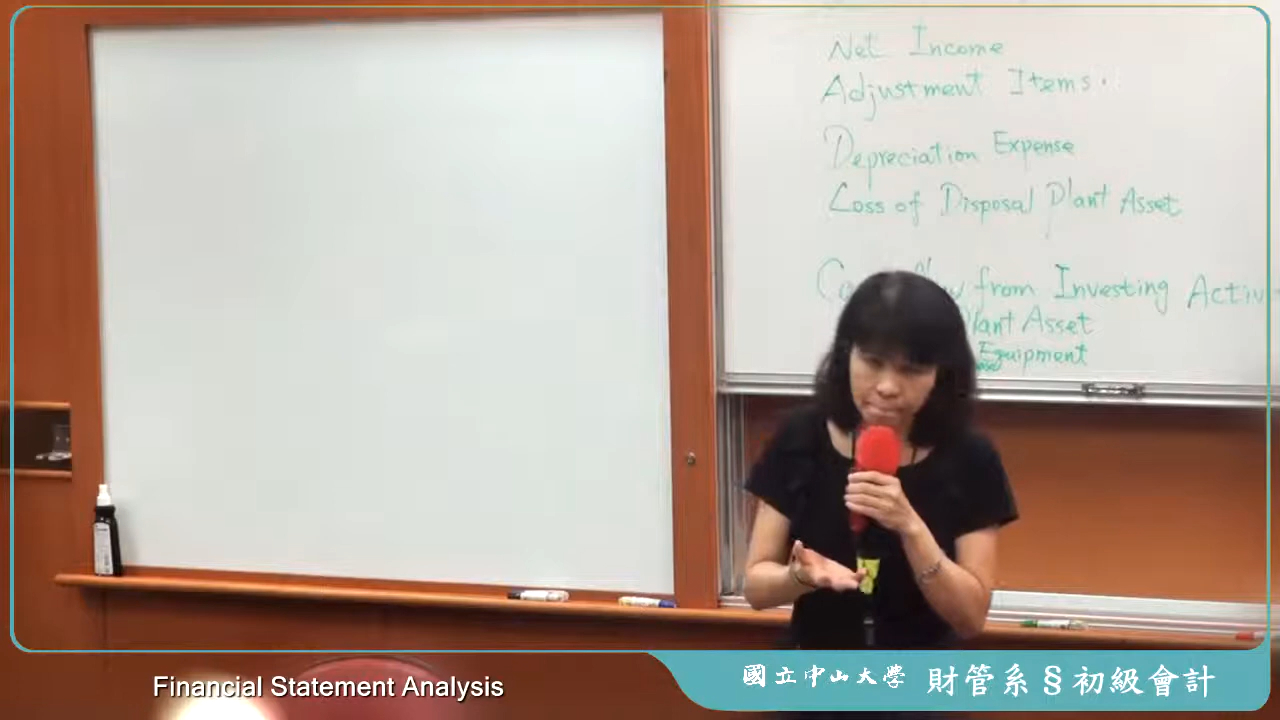 Net Income
Adjustment Items.
Depreciation Expense
Loss of Disposal Plant Asset
from Investing Activ
Plant Asset
Equipment
Financial Statement Analysis
國立中山大學 財管系§初級會計